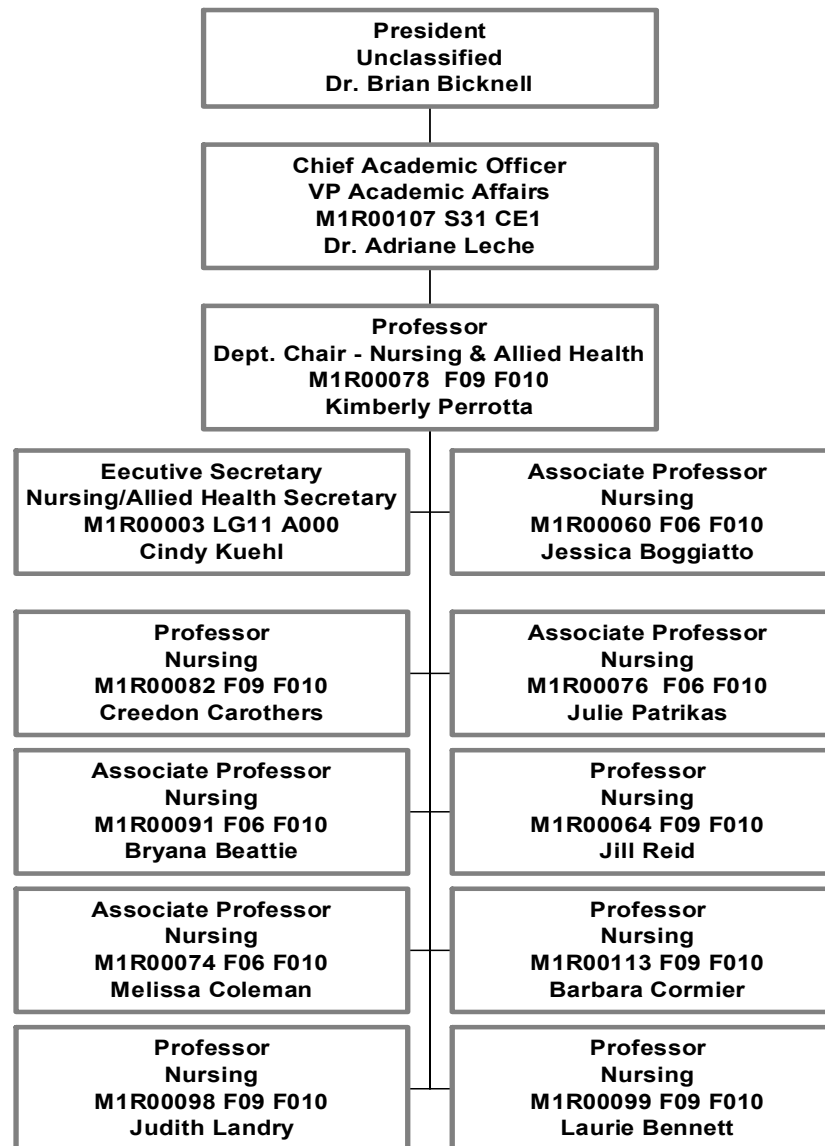 President
Unclassified
Dr. Brian Bicknell
Chief Academic Officer
VP Academic Affairs
M1R00107 S31 CE1
Dr. Adriane Leche
Professor
Dept. Chair - Nursing & Allied Health
M1R00078  F09 F010
Kimberly Perrotta
Eecutive Secretary
Nursing/Allied Health Secretary
M1R00003 LG11 A000
Cindy Kuehl
Associate Professor
Nursing
M1R00060 F06 F010
Jessica Boggiatto
Professor
Nursing
M1R00082 F09 F010
Creedon Carothers
Associate Professor
Nursing
M1R00076  F06 F010
Julie Patrikas
Associate Professor
Nursing
M1R00091 F06 F010
Bryana Beattie
Professor
Nursing
M1R00064 F09 F010
Jill Reid
Associate Professor
Nursing
M1R00074 F06 F010
Melissa Coleman
Professor
Nursing
M1R00113 F09 F010
Barbara Cormier
Professor
Nursing
M1R00098 F09 F010
Judith Landry
Professor
Nursing
M1R00099 F09 F010
Laurie Bennett